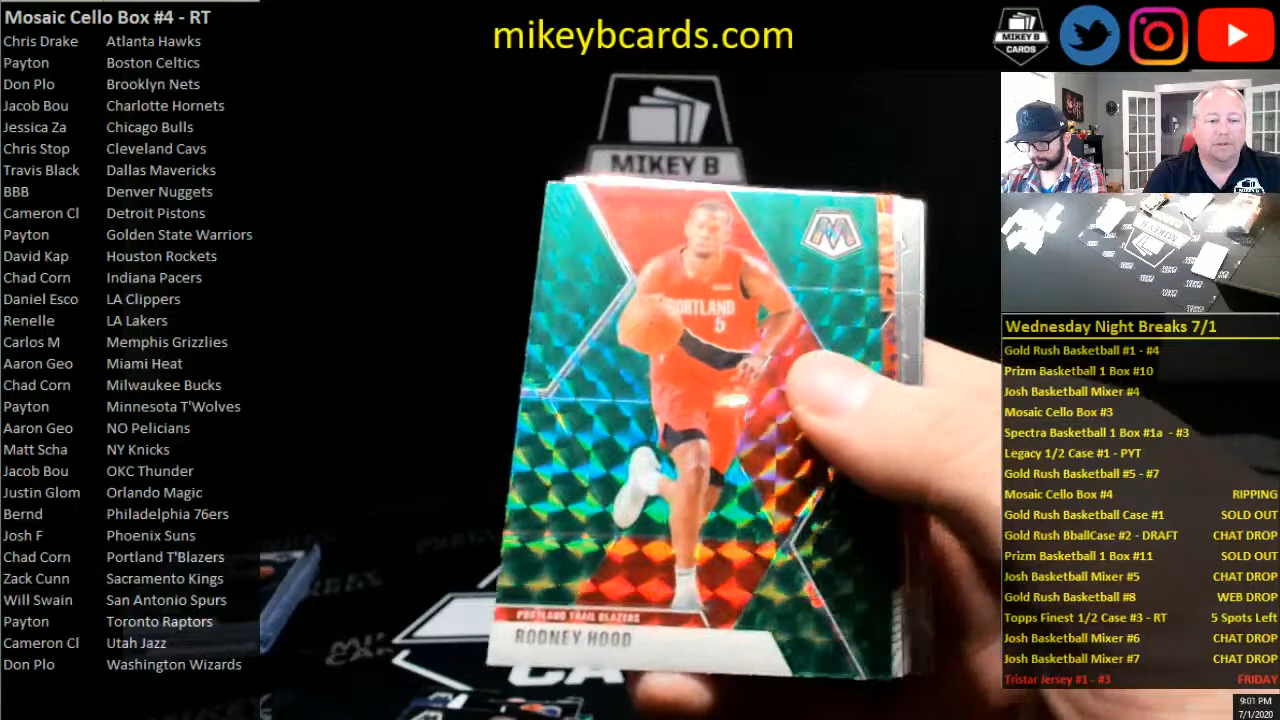 Mosaic Cello Box #4 - RT
Chris Drake Atlanta Hawks
Payton Boston Celtics
Don Plo Brooklyn Nets
Jacob Bou Charlotte Hornets
Jessica Za Chicago Bulls
Chris Stop Cleveland Cavs
Travis Black Dallas Mavericks
BBB Denver Nuggets
Cameron Cl Detroit Pistons
Payton Golden State Warriors
David Kap Houston Rockets
Chad Corn Indiana Pacers
Daniel Esco LA Clippers
Renelle LA Lakers
Carlos M Memphis Grizzlies
Aaron Geo Miami Heat
Chad Corn Milwaukee Bucks
Payton Minnesota T'Wolves
Aaron Geo NO Pelicians
Matt Scha NY Knicks
Jacob Bou OKC Thunder
Justin Glom Orlando Magic
Bernd Philadelphia 76ers
Josh F Phoenix Suns
Chad Corn Portland T'Blazers
Zack Cunn Sacramento Kings
Will Swain San Antonio Spurs
Payton Toronto Raptors
Cameron Cl Utah Jazz
Don Plo Washington Wizards
mikeybcards.com
MIKEY B
CARDS
MIKEY B
PORTLAND
5
PORTLAND TRAIL BLAZERS
RODNEY HOOD
Wednesday Night Breaks 7/1
Gold Rush Basketball #1 - #4
Prizm Basketball 1 Box #10
Josh Basketball Mixer #4
Mosaic Cello Box #3
Spectra Basketball 1 Box #1a - #3
Legacy 1/2 Case #1 - PYT
Gold Rush Basketball #5 - #7
Mosaic Cello Box #4 RIPPING
Gold Rush Basketball Case #1 SOLD OUT
Gold Rush BballCase #2 - DRAFT CHAT DROP
Prizm Basketball 1 Box #11 SOLD OUT
Josh Basketball Mixer #5 CHAT DROP
Gold Rush Basketball #8 WEB DROP
Topps Finest 1/2 Case #3 - RT 5 Spots Left
Josh Basketball Mixer #6 CHAT DROP
Josh Basketball Mixer #7 CHAT DROP
Tristar Jersey #1 - #3 FRIDAY
9:01 PM
7/1/2020